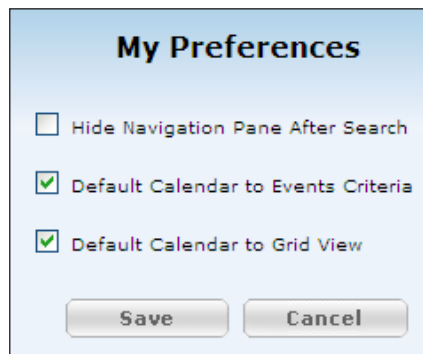 My Preferences
Hide Navigation Pane After Search
Default Calendar to Events Criteria
Default Calendar to Grid View
Save Cancel